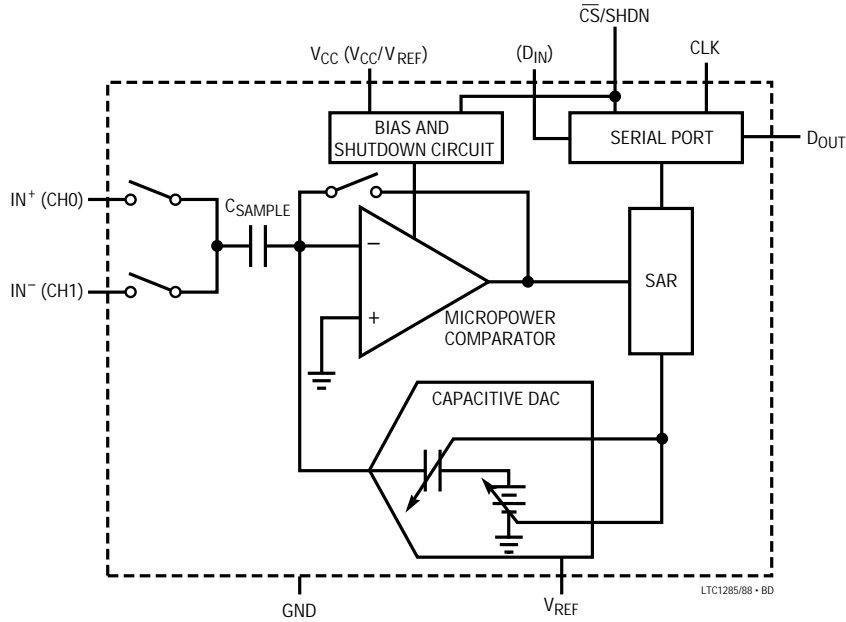 C̅S̅/SHDN
VCC (VCC/VREF)
(DIN)
CLK
BIAS AND
SHUTDOWN CIRCUIT
SERIAL PORT
DOUT
IN+ (CH0)
CSAMPLE
IN− (CH1)
−
+
SAR
MICROPOWER
COMPARATOR
CAPACITIVE DAC
GND
VREF
LTC1285/88 • BD